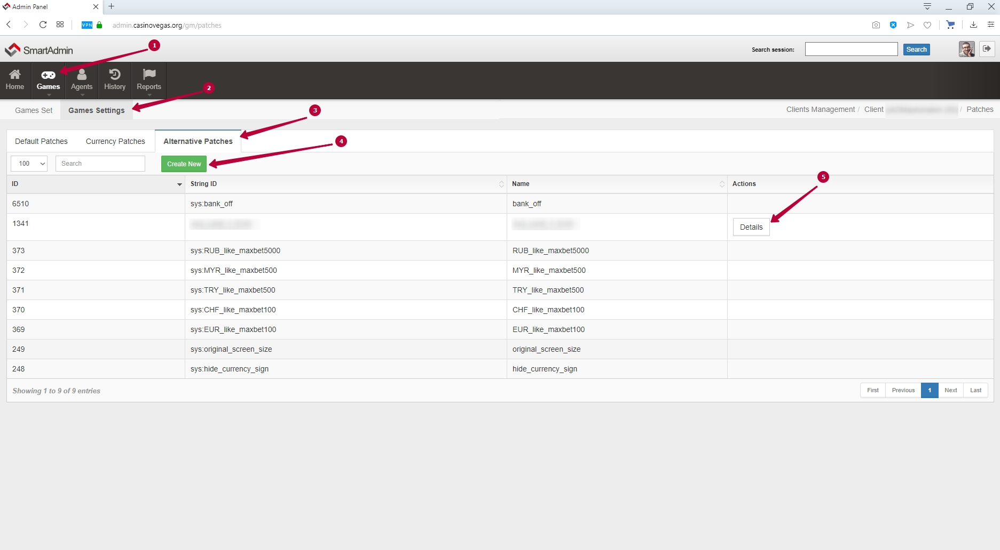 Admin Panel
VPN admin.casinovegas.org/gm/patches
1
SmartAdmin
Search session:
Search
Home
Games
Agents
History
Reports
2
Games Set
Games Settings
3
Clients Management / Client / Patches
Default Patches
Currency Patches
Alternative Patches
4
100
Search
Create New
5
ID String ID Name Actions
6510 sys:bank_off bank_off
1341 Details
373 sys:RUB_like_maxbet5000 RUB_like_maxbet5000
372 sys:MYR_like_maxbet500 MYR_like_maxbet500
371 sys:TRY_like_maxbet500 TRY_like_maxbet500
370 sys:CHF_like_maxbet100 CHF_like_maxbet100
369 sys:EUR_like_maxbet100 EUR_like_maxbet100
249 sys:original_screen_size original_screen_size
248 sys:hide_currency_sign hide_currency_sign
Showing 1 to 9 of 9 entries
First Previous 1 Next Last